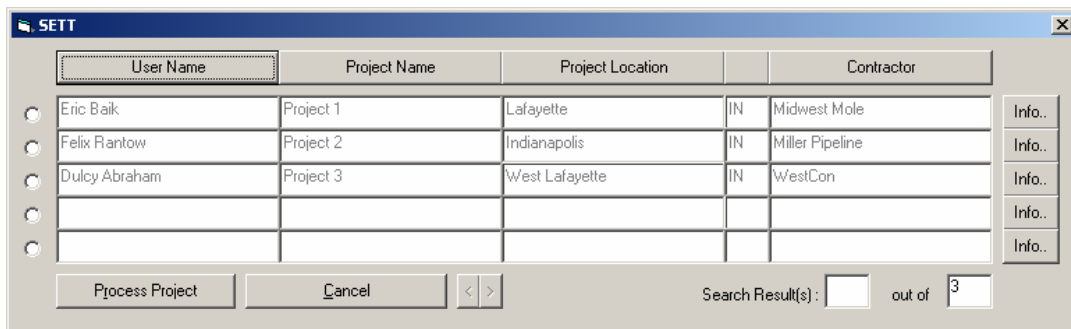 SETT
User Name Project Name Project Location Contractor
Eric Baik Project 1 Lafayette IN Midwest Mole Info..
Felix Rantow Project 2 Indianapolis IN Miller Pipeline Info..
Dulcy Abraham Project 3 West Lafayette IN WestCon Info..
Info..
Info..
Process Project Cancel < > Search Result(s) : out of 3